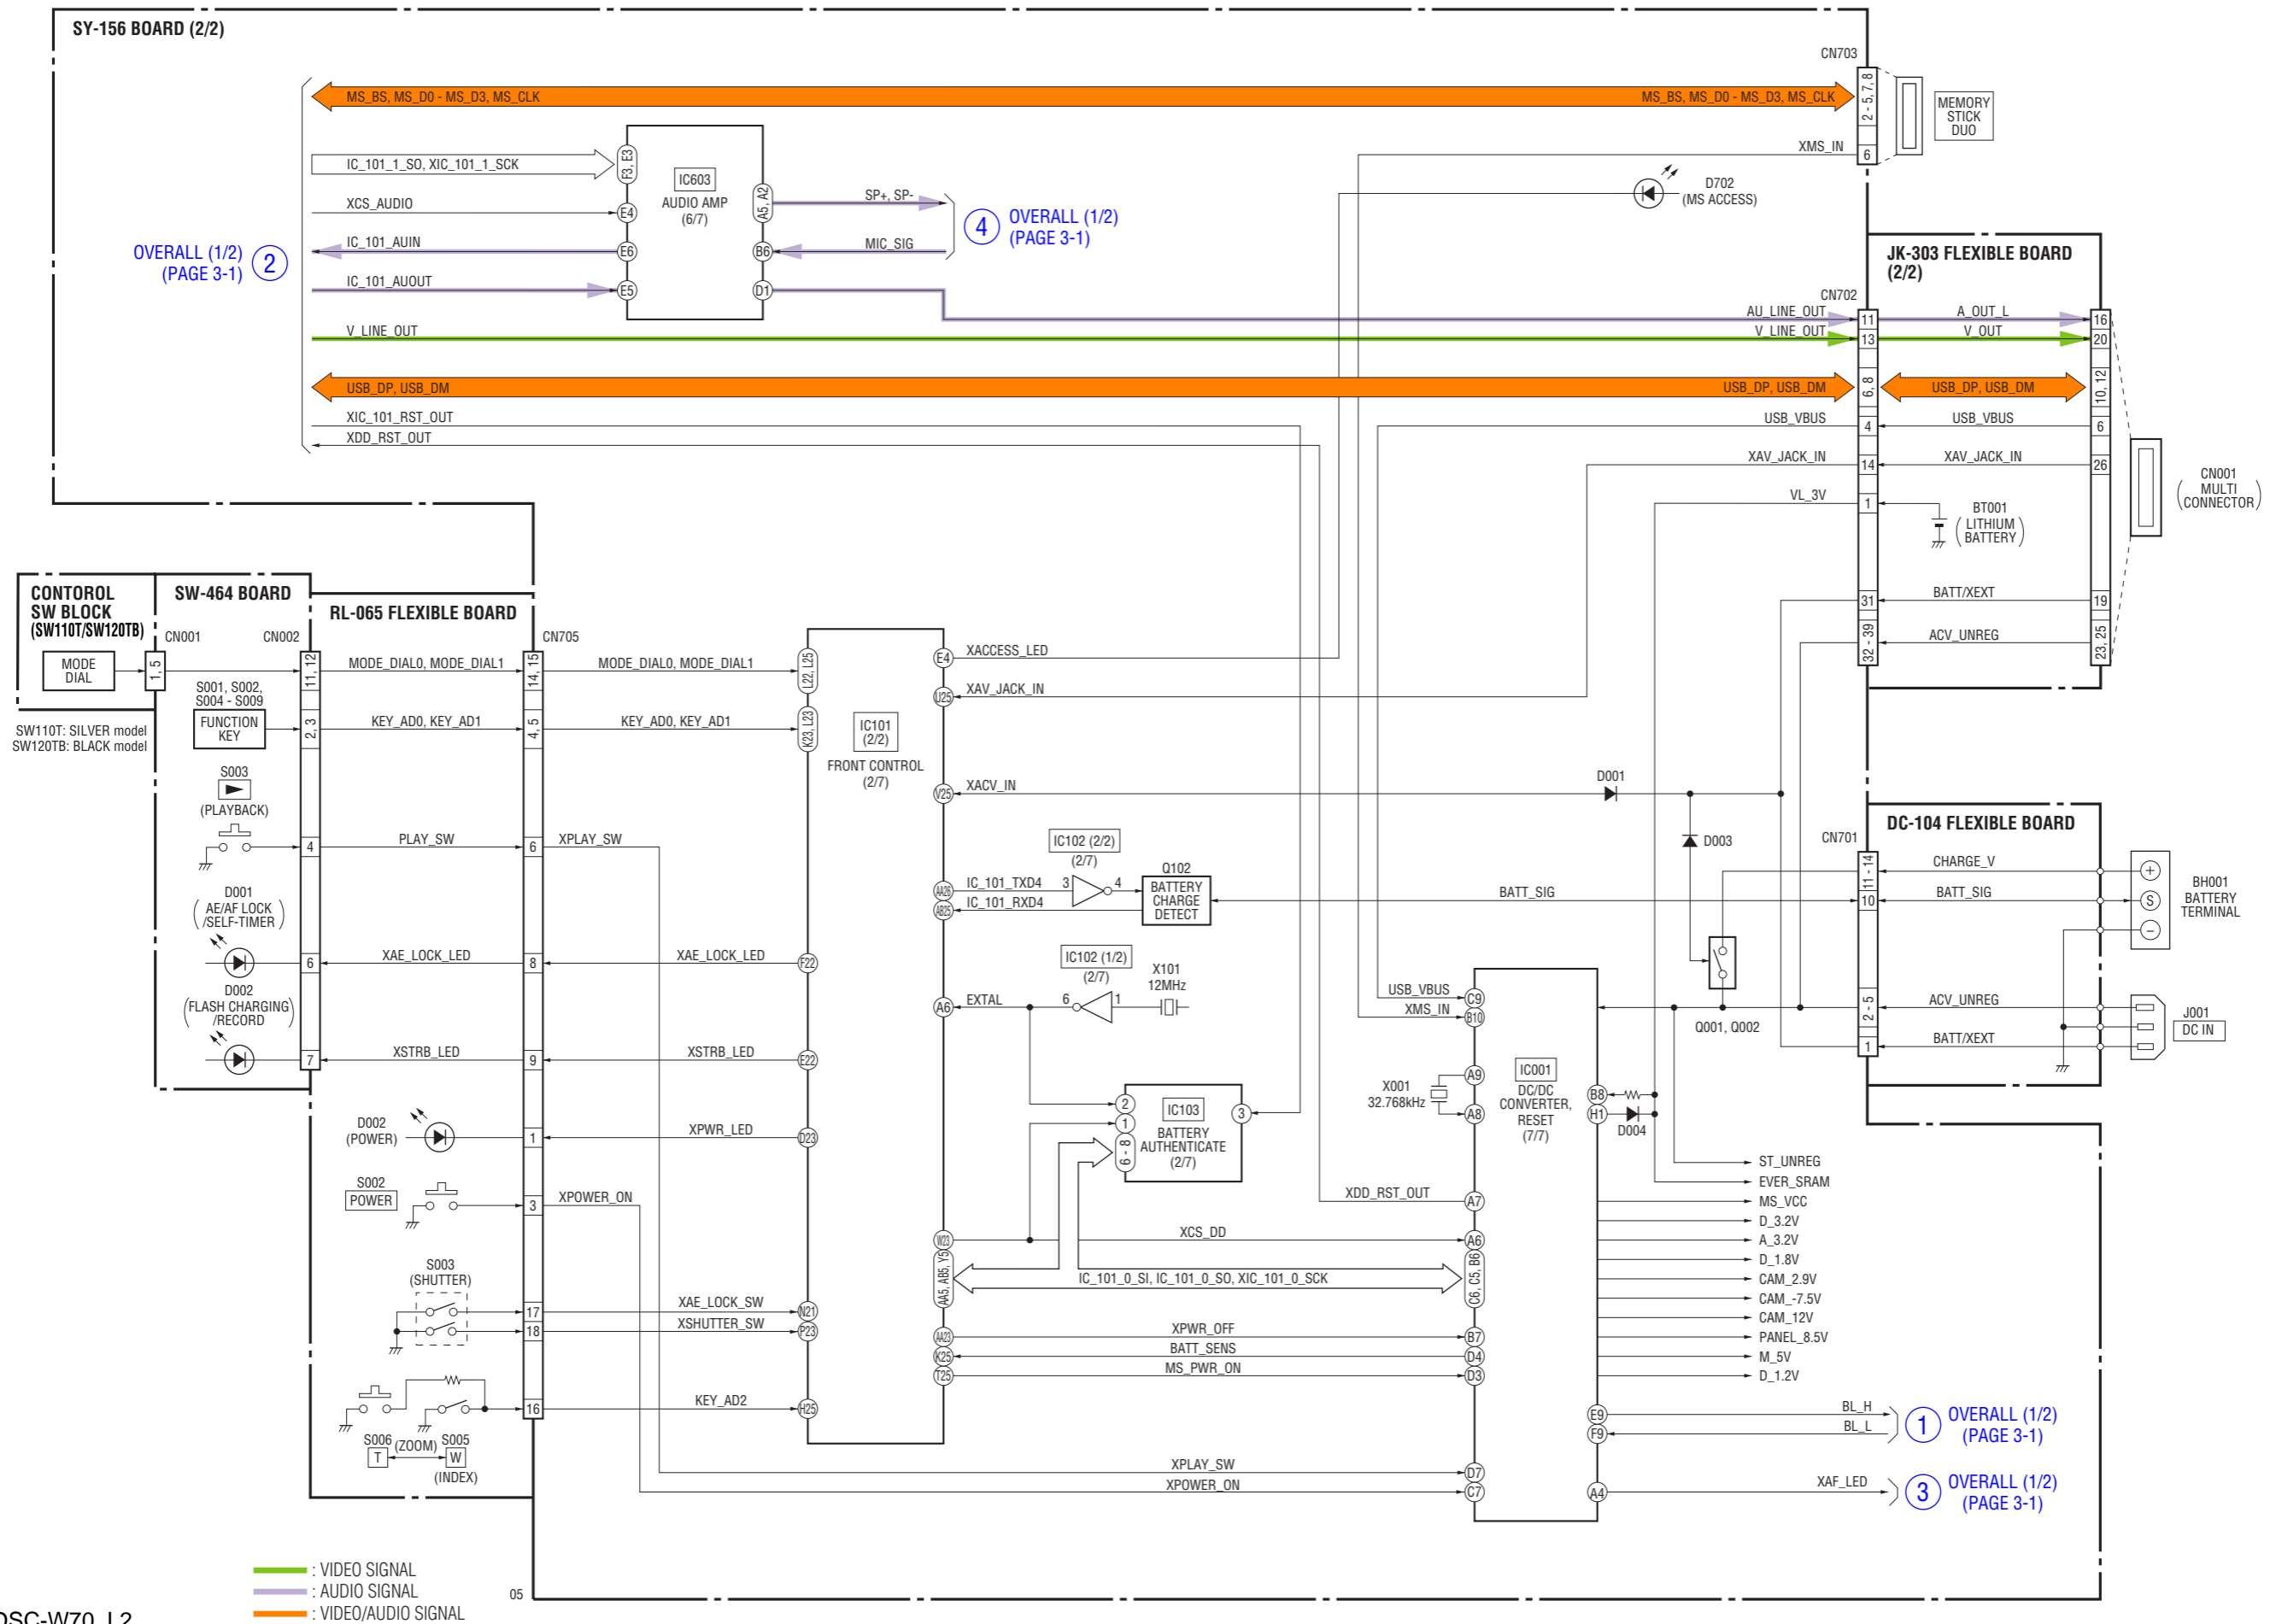 SY-156 BOARD (2/2)
CN703
MS_BS, MS_D0 - MS_D3, MS_CLK
MS_BS, MS_D0 - MS_D3, MS_CLK
2 - 5, 7, 8
MEMORY
STICK
DUO
XMS_IN
6
IC_101_1_SO, XIC_101_1_SCK
F3, E3
IC603
AUDIO AMP
(6/7)
A5, A2
SP+, SP-
D702
(MS ACCESS)
XCS_AUDIO
E4
4
OVERALL (1/2)
(PAGE 3-1)
IC_101_AUIN
E6
B6
MIC_SIG
OVERALL (1/2)
(PAGE 3-1)
2
IC_101_AUOUT
E5
D1
JK-303 FLEXIBLE BOARD
(2/2)
CN702
AU_LINE_OUT
11
A_OUT_L
16
V_LINE_OUT
V_LINE_OUT
13
V_OUT
20
USB_DP, USB_DM
USB_DP, USB_DM
6, 8
USB_DP, USB_DM
10, 12
XIC_101_RST_OUT
USB_VBUS
4
USB_VBUS
6
XDD_RST_OUT
XAV_JACK_IN
14
XAV_JACK_IN
26
CN001
MULTI
CONNECTOR
VL_3V
1
BT001
LITHIUM
BATTERY
BATT/XEXT
31
19
ACV_UNREG
32 - 39
23, 25
CONTOROL
SW BLOCK
(SW110T/SW120TB)
SW-464 BOARD
RL-065 FLEXIBLE BOARD
CN001
CN002
CN705
MODE
DIAL
1, 5
11, 12
MODE_DIAL0, MODE_DIAL1
14, 15
MODE_DIAL0, MODE_DIAL1
L22, L25
E4
XACCESS_LED
S001, S002,
S004 - S009
FUNCTION
KEY
2, 3
KEY_AD0, KEY_AD1
4, 5
KEY_AD0, KEY_AD1
K23, L23
U25
XAV_JACK_IN
SW110T: SILVER model
SW120TB: BLACK model
IC101
(2/2)
FRONT CONTROL
(2/7)
S003
(PLAYBACK)
V25
XACV_IN
D001
D003
4
PLAY_SW
6
XPLAY_SW
DC-104 FLEXIBLE BOARD
CN701
IC102 (2/2)
(2/7)
Q102
BATTERY
CHARGE
DETECT
11 - 14
CHARGE_V
+
AA26
IC_101_TXD4
3
4
AB25
IC_101_RXD4
BATT_SIG
10
BATT_SIG
S
BH001
BATTERY
TERMINAL
−
D001
AE/AF LOCK
/SELF-TIMER
6
XAE_LOCK_LED
8
XAE_LOCK_LED
F22
IC102 (1/2)
(2/7)
X101
12MHz
A6
EXTAL
6
1
D002
FLASH CHARGING
/RECORD
7
XSTRB_LED
9
XSTRB_LED
E22
USB_VBUS
C9
XMS_IN
B10
Q001, Q002
2 - 5
ACV_UNREG
J001
DC IN
1
BATT/XEXT
X001
32.768kHz
A9
A8
IC001
DC/DC
CONVERTER,
RESET
(7/7)
B8
H1
D004
2
1
6 - 8
IC103
BATTERY
AUTHENTICATE
(2/7)
3
D002
(POWER)
1
XPWR_LED
D23
S002
POWER
3
XPOWER_ON
XDD_RST_OUT
A7
ST_UNREG
EVER_SRAM
MS_VCC
D_3.2V
A_3.2V
D_1.8V
CAM_2.9V
CAM_-7.5V
CAM_12V
PANEL_8.5V
M_5V
D_1.2V
W23
XCS_DD
A6
AA5, AB5, Y5
IC_101_0_SI, IC_101_0_SO, XIC_101_0_SCK
C6, C5, B6
S003
(SHUTTER)
17
XAE_LOCK_SW
N21
18
XSHUTTER_SW
P23
AA23
XPWR_OFF
B7
K25
BATT_SENS
D4
T25
MS_PWR_ON
D3
16
KEY_AD2
H25
S006
(ZOOM)
S005
T
W
(INDEX)
E9
BL_H
F9
BL_L
1
OVERALL (1/2)
(PAGE 3-1)
XPLAY_SW
D7
XPOWER_ON
C7
A4
XAF_LED
3
OVERALL (1/2)
(PAGE 3-1)
: VIDEO SIGNAL
: AUDIO SIGNAL
: VIDEO/AUDIO SIGNAL
05